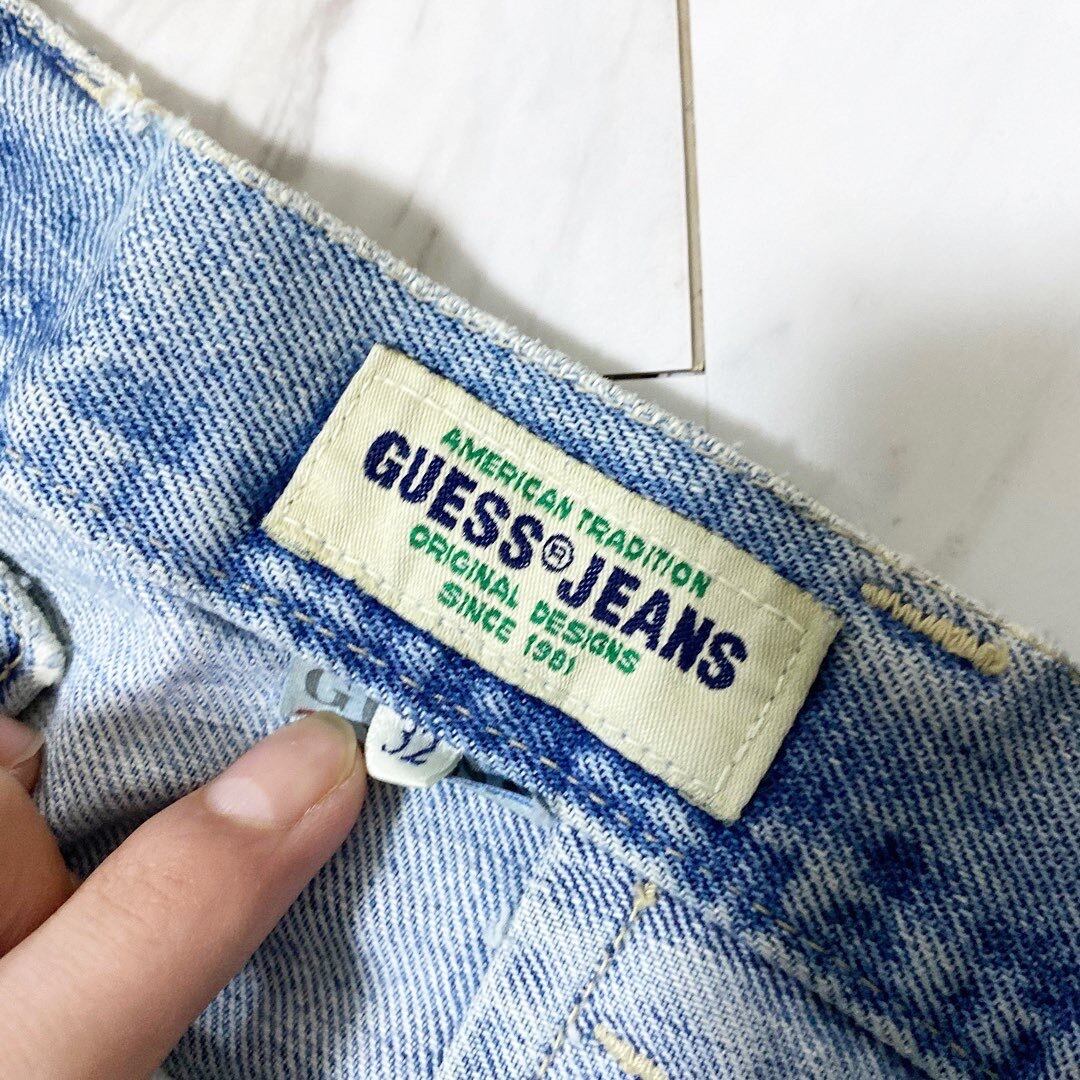 AMERICAN TRADITION
GUESS®JEANS
ORIGINAL DESIGNS
SINCE 1981
32